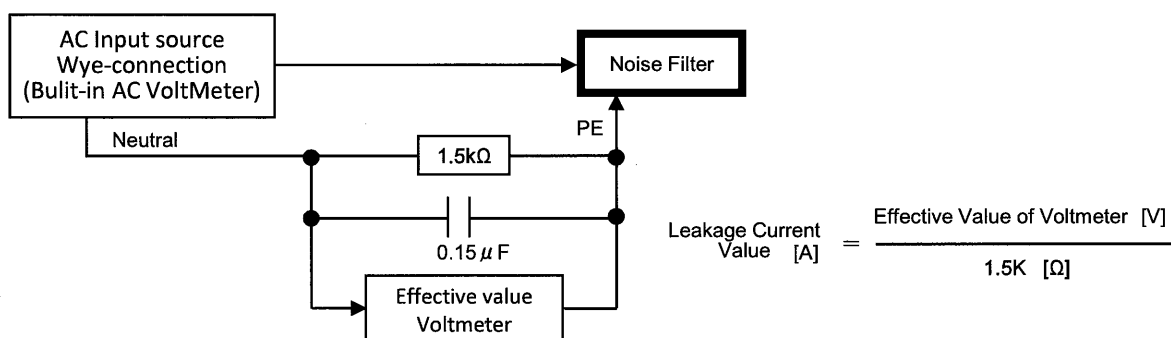 AC Input source
Wye-connection
(Bulit-in AC VoltMeter)
Noise Filter
Neutral
PE
1.5kΩ
0.15μF
Effective value
Voltmeter
Leakage Current
Value [A]
=
Effective Value of Voltmeter [V]
1.5K [Ω]